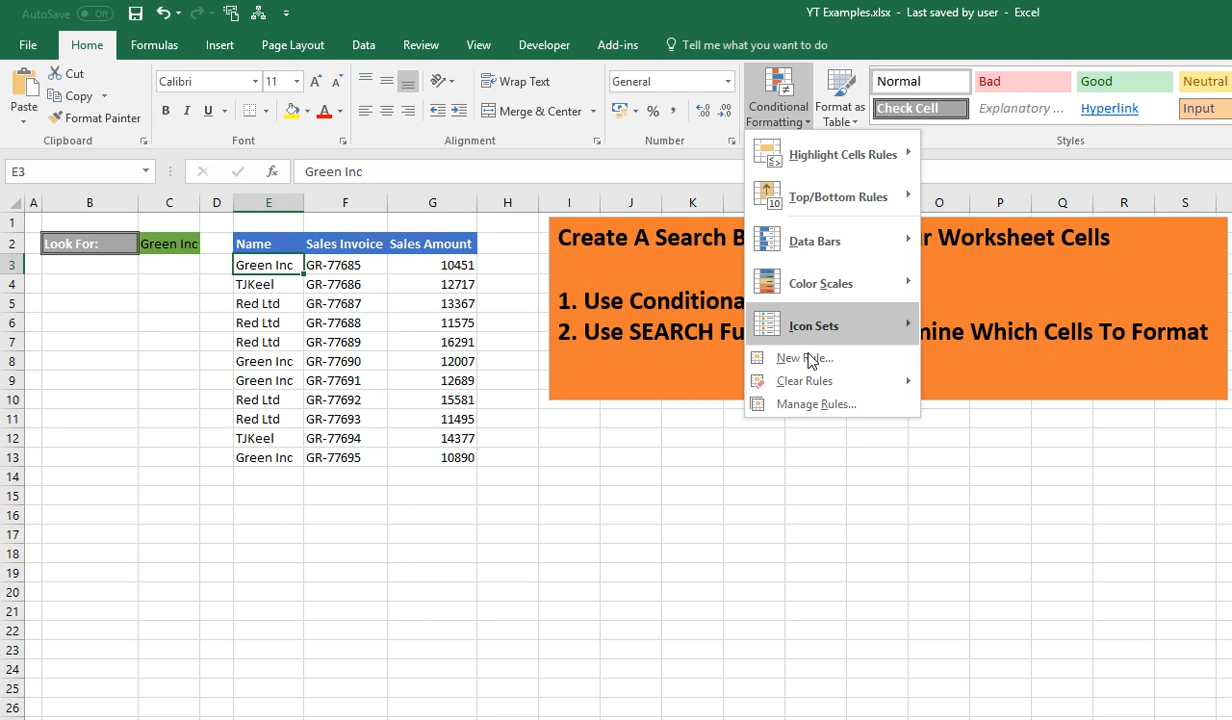 AutoSave Off
YT Examples.xlsx - Last saved by user - Excel
File Home Formulas Insert Page Layout Data Review View Developer Add-ins Tell me what you want to do
Paste
Cut
Copy
Format Painter
Clipboard
Calibri 11
B I U
Font
Wrap Text
Merge & Center
Alignment
General
%
Number
Conditional Formatting
Format as Table
Normal Bad Good Neutral
Check Cell Explanatory ... Hyperlink Input
Styles
E3
fx
Green Inc
A B C D E F G H I J K O P Q R S
1
2 Look For: Green Inc Name Sales Invoice Sales Amount
3 Green Inc GR-77685 10451
4 TJKeel GR-77686 12717
5 Red Ltd GR-77687 13367
6 Red Ltd GR-77688 11575
7 Red Ltd GR-77689 16291
8 Green Inc GR-77690 12007
9 Green Inc GR-77691 12689
10 Red Ltd GR-77692 15581
11 Red Ltd GR-77693 11495
12 TJKeel GR-77694 14377
13 Green Inc GR-77695 10890
14
15
16
17
18
19
20
21
22
23
24
25
26
Create A Search B Worksheet Cells
1. Use Conditiona
2. Use SEARCH Fu Which Cells To Format
Highlight Cells Rules
Top/Bottom Rules
Data Bars
Color Scales
Icon Sets
New Rule...
Clear Rules
Manage Rules...